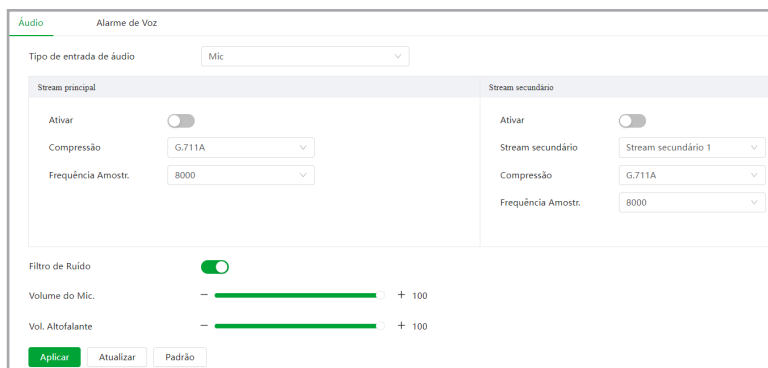 Áudio Alarme de Voz
Tipo de entrada de áudio Mic
Stream principal Stream secundário
Ativar Ativar
Compressão G.711A Stream secundário Stream secundário 1
Frequência Amostr. 8000 Compressão G.711A
Frequência Amostr. 8000
Filtro de Ruído
Volume do Mic. − + 100
Vol. Altofalante − + 100
Aplicar Atualizar Padrão